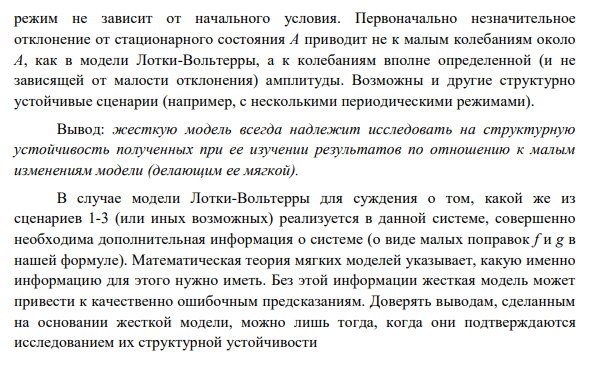 режим не зависит от начального условия. Первоначально незначительное
отклонение от стационарного состояния А приводит не к малым колебаниям около
А, как в модели Лотки-Вольтерры, а к колебаниям вполне определенной (и не
зависящей от малости отклонения) амплитуды. Возможны и другие структурно
устойчивые сценарии (например, с несколькими периодическими режимами).
Вывод: жесткую модель всегда надлежит исследовать на структурную
устойчивость полученных при ее изучении результатов по отношению к малым
изменениям модели (делающим ее мягкой).
В случае модели Лотки-Вольтерры для суждения о том, какой же из
сценариев 1-3 (или иных возможных) реализуется в данной системе, совершенно
необходима дополнительная информация о системе (о виде малых поправок f и g в
нашей формуле). Математическая теория мягких моделей указывает, какую именно
информацию для этого нужно иметь. Без этой информации жесткая модель может
привести к качественно ошибочным предсказаниям. Доверять выводам, сделанным
на основании жесткой модели, можно лишь тогда, когда они подтверждаются
исследованием их структурной устойчивости